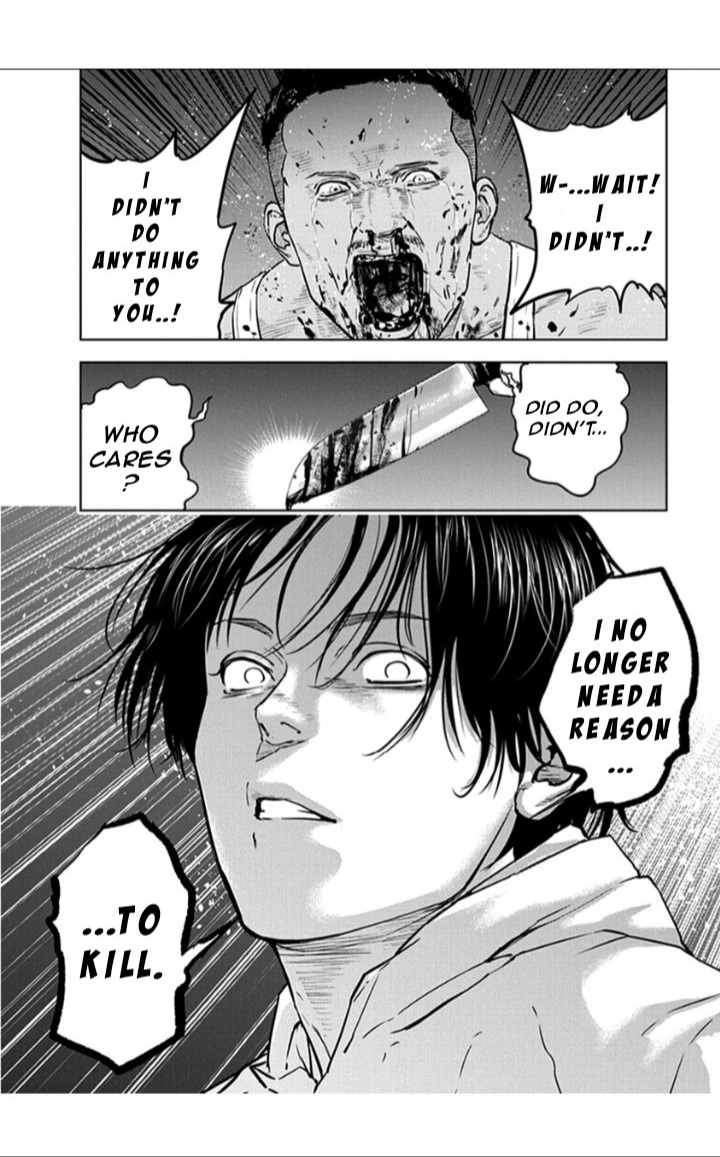 W-...WAIT!
I
DIDN'T..!
I
DIDN'T
DO
ANYTHING
TO
YOU..!
DID DO,
DIDN'T...
WHO
CARES
?
I NO
LONGER
NEED A
REASON
...
...TO
KILL.